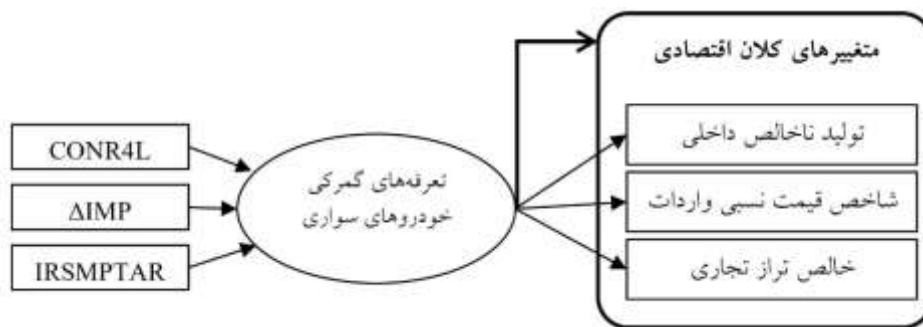 متغییرهای کلان اقتصادی
تولید ناخالص داخلی
شاخص قیمت نسبی واردات
خالص تراز تجاری
تعرفه‌های گمرکی
خودروهای سواری
CONR4L
ΔIMP
IRSMPTAR